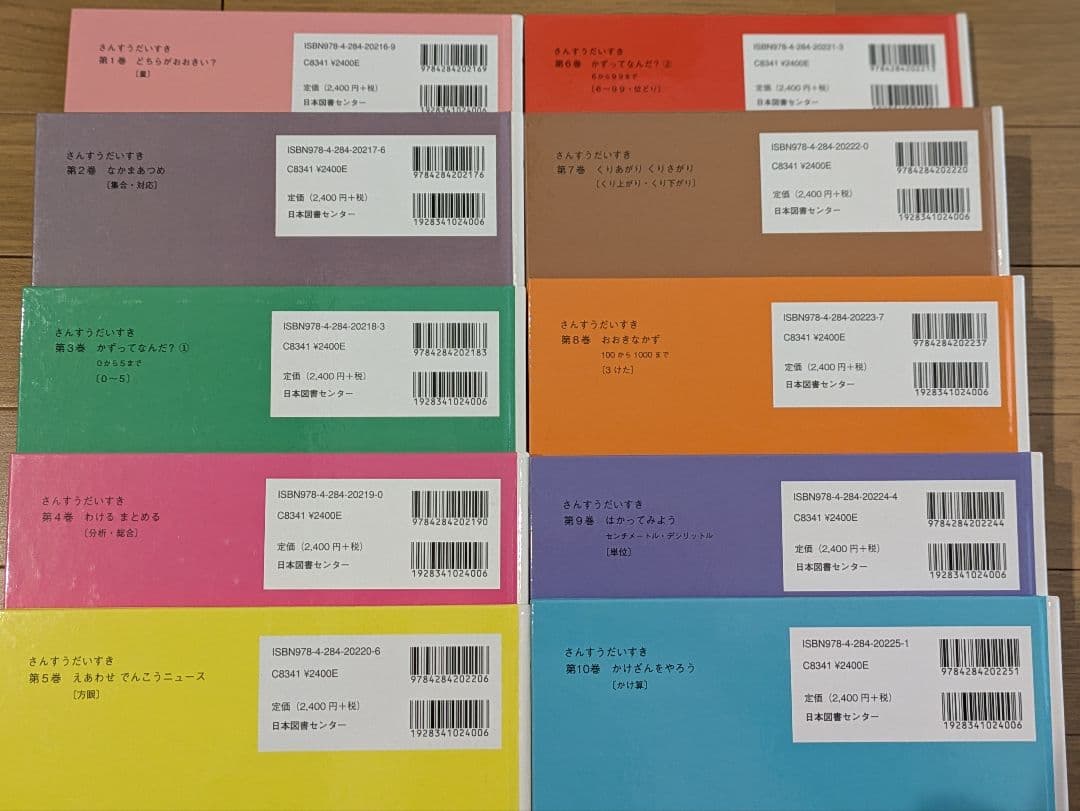 さんすうだいすき
第1巻 どちらがおおきい?
〔量〕
ISBN978-4-284-20216-9
C8341 ¥2400E
定価(2,400円+税)
日本図書センター
9784284202169
1928341024006
さんすうだいすき
第2巻 なかまあつめ
〔集合・対応〕
ISBN978-4-284-20217-6
C8341 ¥2400E
定価(2,400円+税)
日本図書センター
9784284202176
1928341024006
さんすうだいすき
第3巻 かずってなんだ?①
0から5まで
〔0〜5〕
ISBN978-4-284-20218-3
C8341 ¥2400E
定価(2,400円+税)
日本図書センター
9784284202183
1928341024006
さんすうだいすき
第4巻 わける まとめる
〔分析・総合〕
ISBN978-4-284-20219-0
C8341 ¥2400E
定価(2,400円+税)
日本図書センター
9784284202190
1928341024006
さんすうだいすき
第5巻 えあわせ でんこうニュース
〔方眼〕
ISBN978-4-284-20220-6
C8341 ¥2400E
定価(2,400円+税)
日本図書センター
9784284202206
1928341024006
さんすうだいすき
第6巻 かずってなんだ?②
6から99まで
〔6〜99・位どり〕
ISBN978-4-284-20221-3
C8341 ¥2400E
定価(2,400円+税)
日本図書センター
9784284202213
さんすうだいすき
第7巻 くりあがり くりさがり
〔くり上がり・くり下がり〕
ISBN978-4-284-20222-0
C8341 ¥2400E
定価(2,400円+税)
日本図書センター
9784284202220
1928341024006
さんすうだいすき
第8巻 おおきなかず
100から1000まで
〔3けた〕
ISBN978-4-284-20223-7
C8341 ¥2400E
定価(2,400円+税)
日本図書センター
9784284202237
1928341024006
さんすうだいすき
第9巻 はかってみよう
センチメートル・デシリットル
〔単位〕
ISBN978-4-284-20224-4
C8341 ¥2400E
定価(2,400円+税)
日本図書センター
9784284202244
1928341024006
さんすうだいすき
第10巻 かけざんをやろう
〔かけ算〕
ISBN978-4-284-20225-1
C8341 ¥2400E
定価(2,400円+税)
日本図書センター
9784284202251
1928341024006